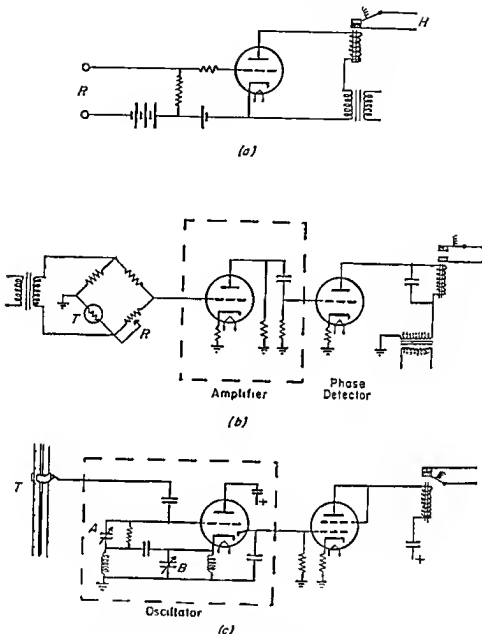 R
H
(a)
T
R
Amplifier
Phase
Detector
(b)
T
A
B
+
+
Oscillator
(c)